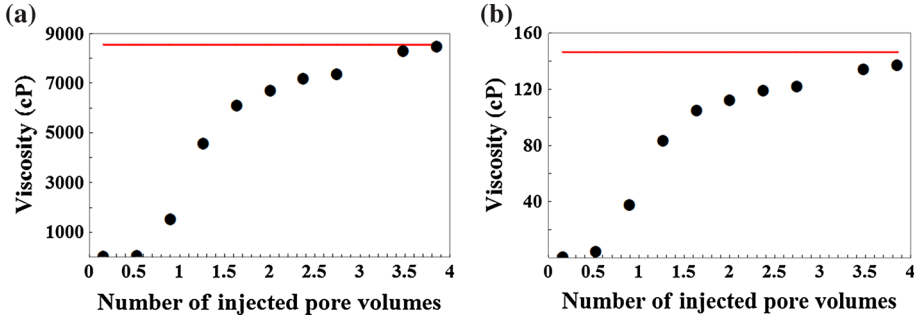 (a)
Viscosity (cP)
9000
7000
5000
3000
1000
0 0.5 1 1.5 2 2.5 3 3.5 4
Number of injected pore volumes
(b)
Viscosity (cP)
160
120
80
40
0 0.5 1 1.5 2 2.5 3 3.5 4
Number of injected pore volumes